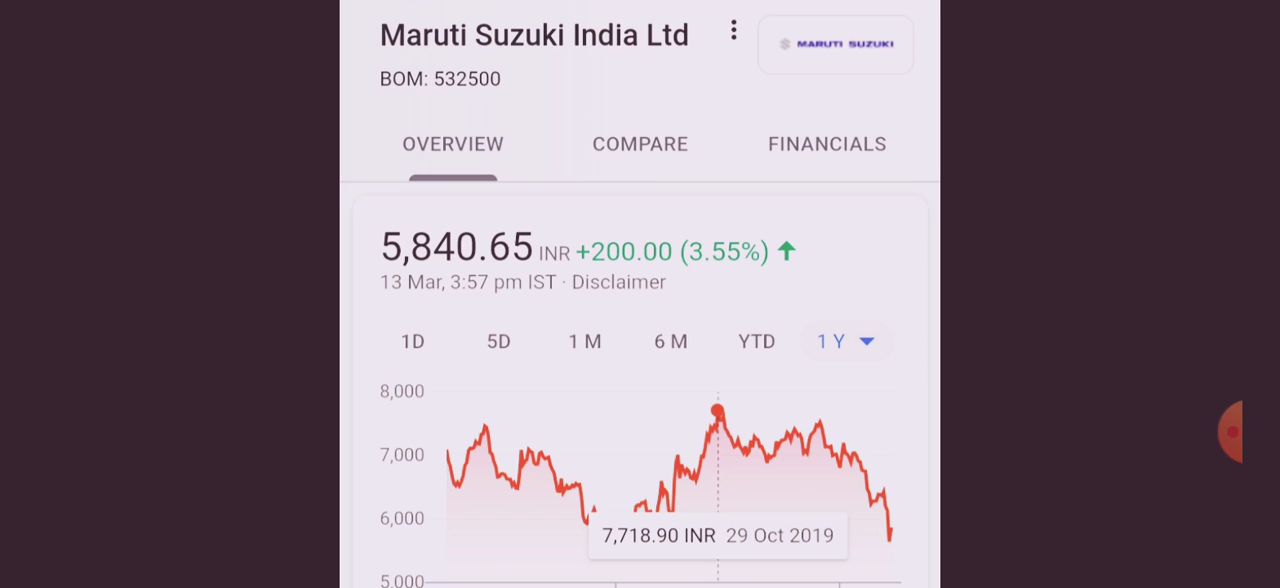 Maruti Suzuki India Ltd
MARUTI SUZUKI
BOM: 532500
OVERVIEW COMPARE FINANCIALS
5,840.65 INR +200.00 (3.55%)
13 Mar, 3:57 pm IST · Disclaimer
1D 5D 1 M 6 M YTD 1 Y
8,000
7,000
6,000
7,718.90 INR 29 Oct 2019
5,000